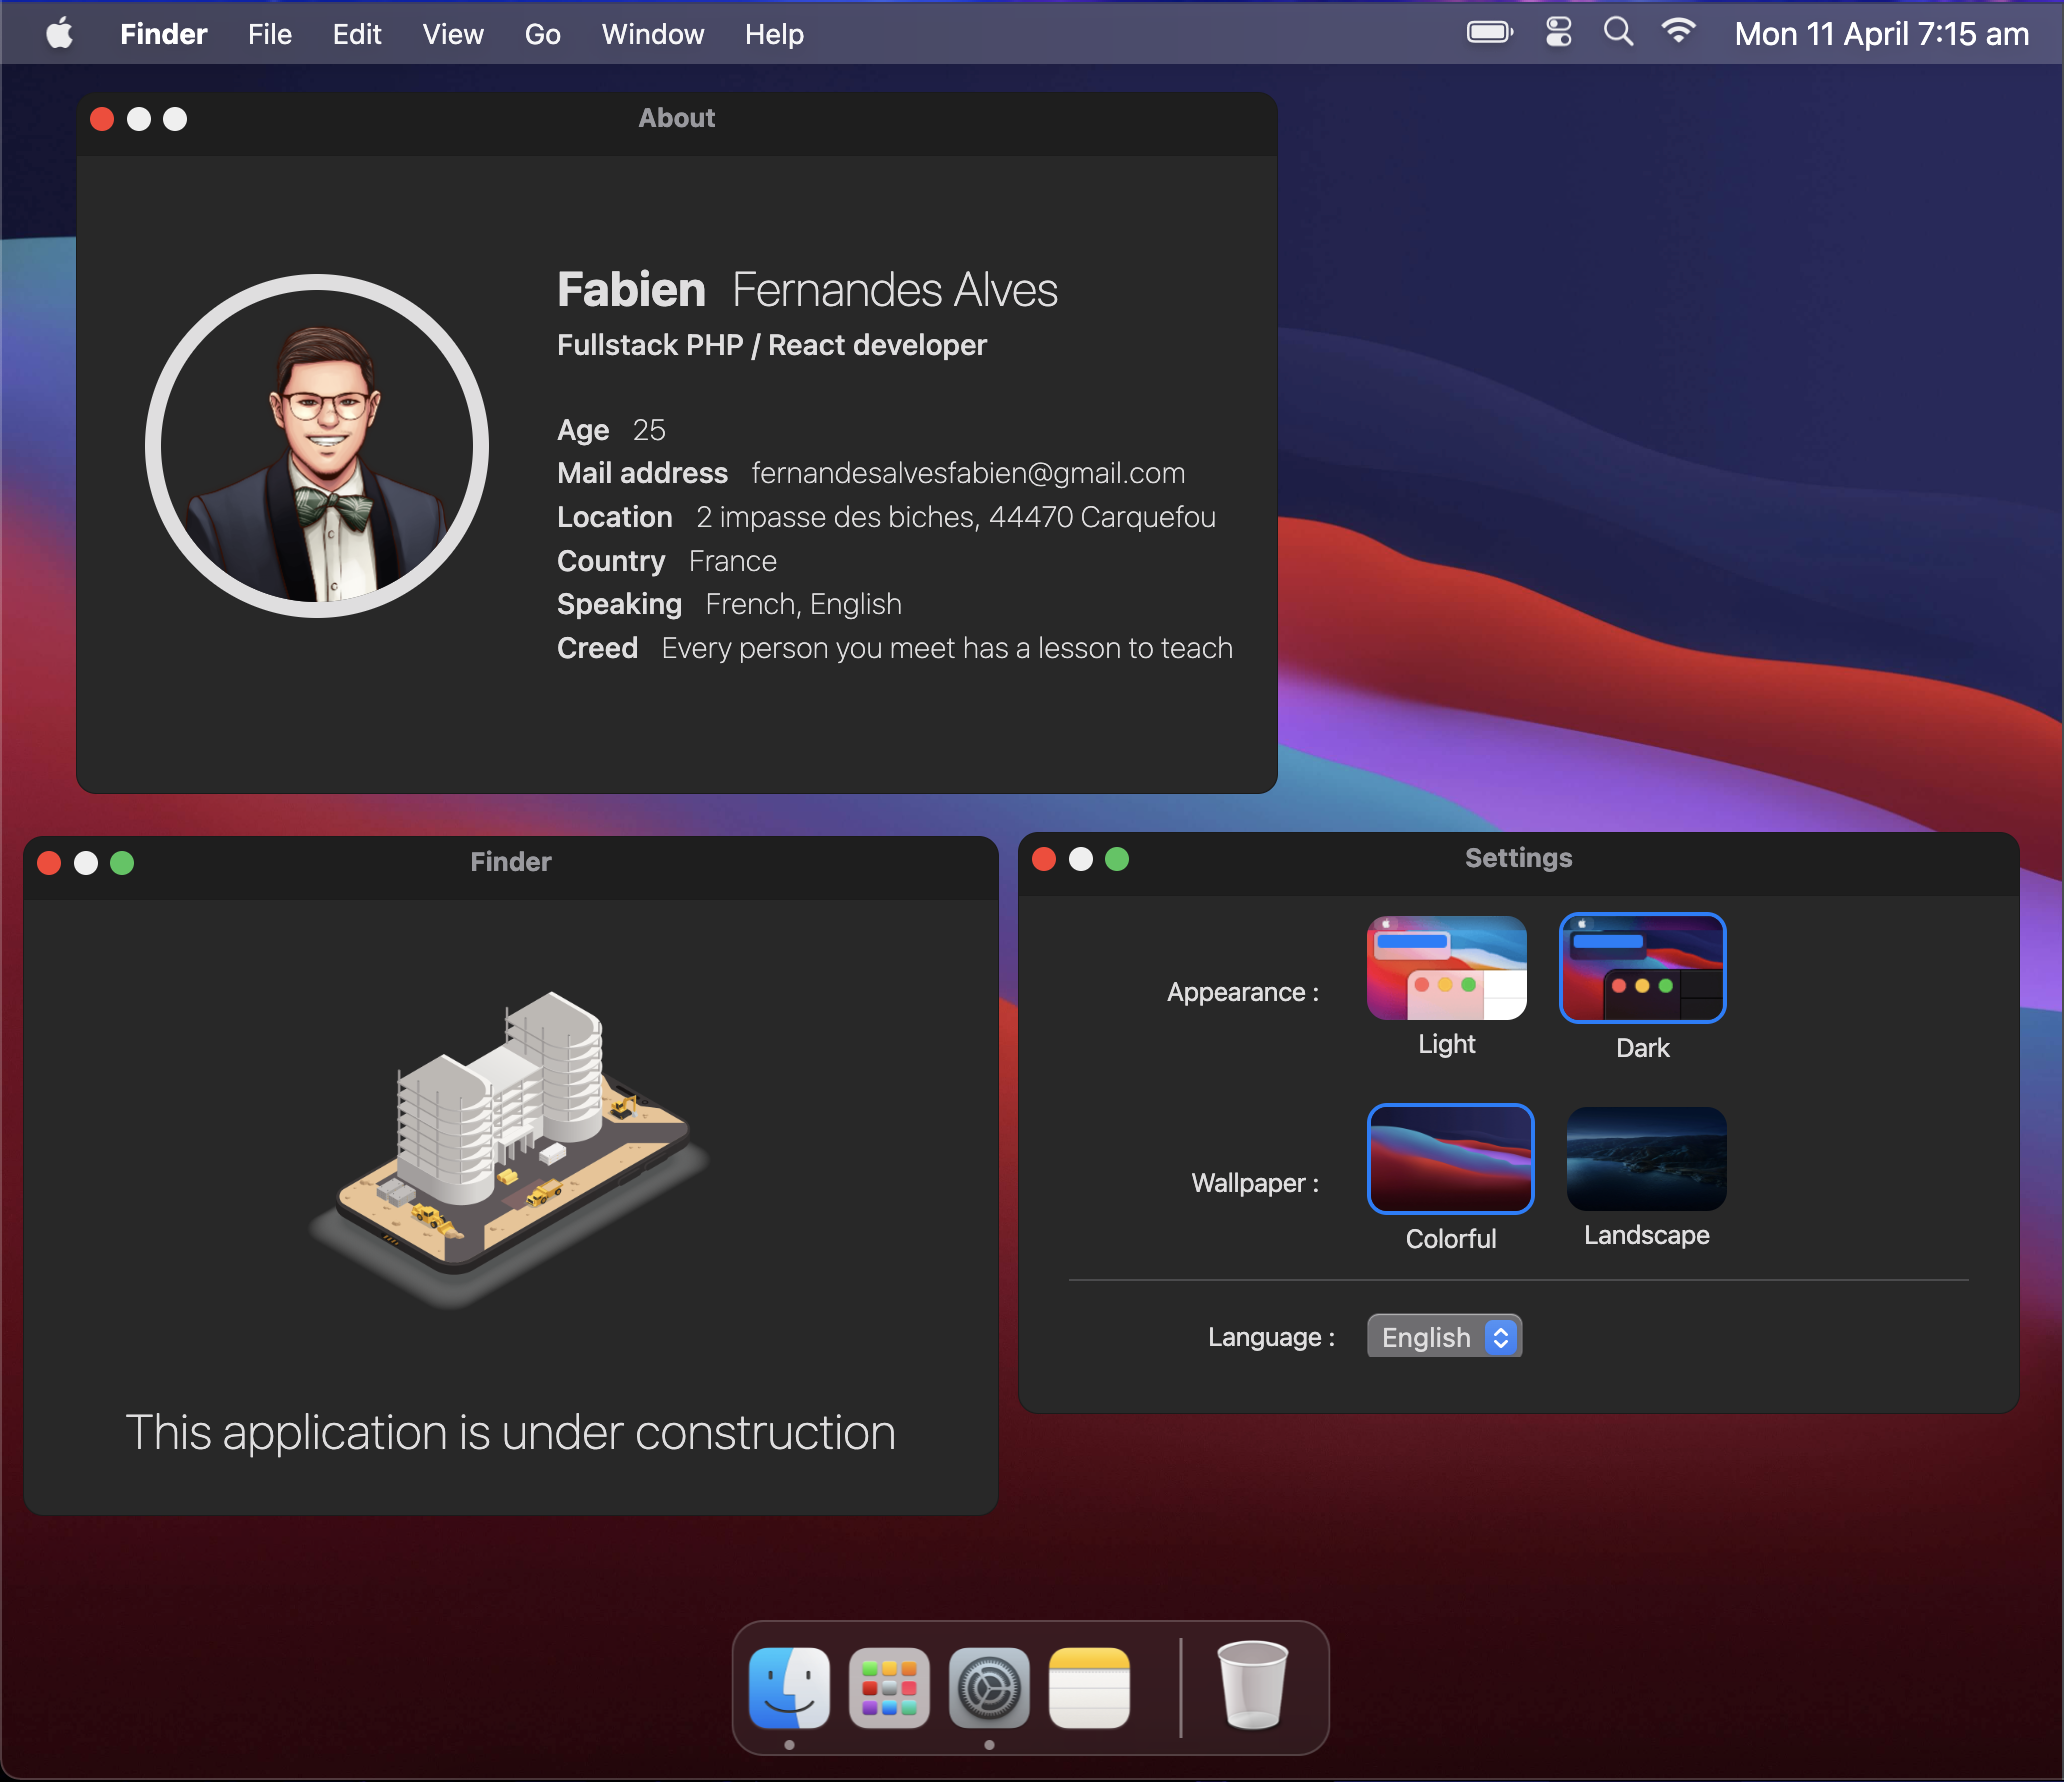 Finder File Edit View Go Window Help Mon 11 April 7:15 am
About
Fabien Fernandes Alves
Fullstack PHP / React developer
Age 25
Mail address fernandesalvesfabien@gmail.com
Location 2 impasse des biches, 44470 Carquefou
Country France
Speaking French, English
Creed Every person you meet has a lesson to teach
Finder
This application is under construction
Settings
Appearance :
Light
Dark
Wallpaper :
Colorful
Landscape
Language : English